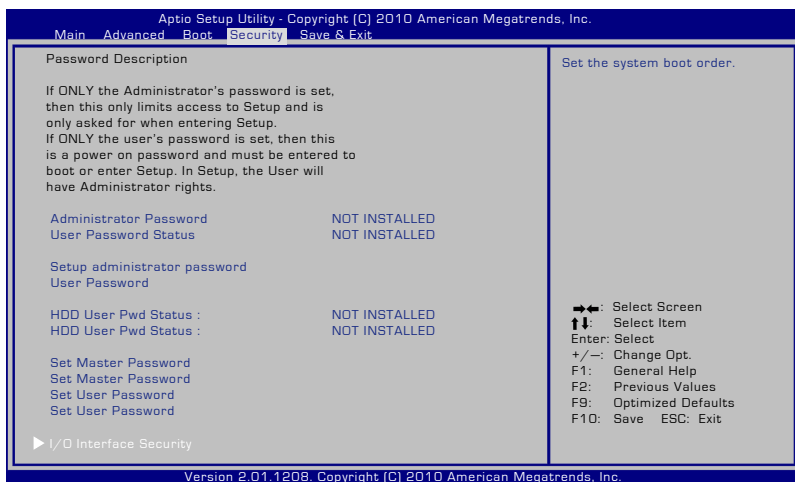 Aptio Setup Utility - Copyright (C) 2010 American Megatrends, Inc.
Main Advanced Boot Security Save & Exit
Password Description
If ONLY the Administrator's password is set,
then this only limits access to Setup and is
only asked for when entering Setup.
If ONLY the user's password is set, then this
is a power on password and must be entered to
boot or enter Setup. In Setup, the User will
have Administrator rights.
Administrator Password NOT INSTALLED
User Password Status NOT INSTALLED
Setup administrator password
User Password
HDD User Pwd Status : NOT INSTALLED
HDD User Pwd Status : NOT INSTALLED
Set Master Password
Set Master Password
Set User Password
Set User Password
I/O Interface Security
Set the system boot order.
: Select Screen
: Select Item
Enter: Select
+/—: Change Opt.
F1: General Help
F2: Previous Values
F9: Optimized Defaults
F10: Save ESC: Exit
Version 2.01.1208. Copyright (C) 2010 American Megatrends, Inc.